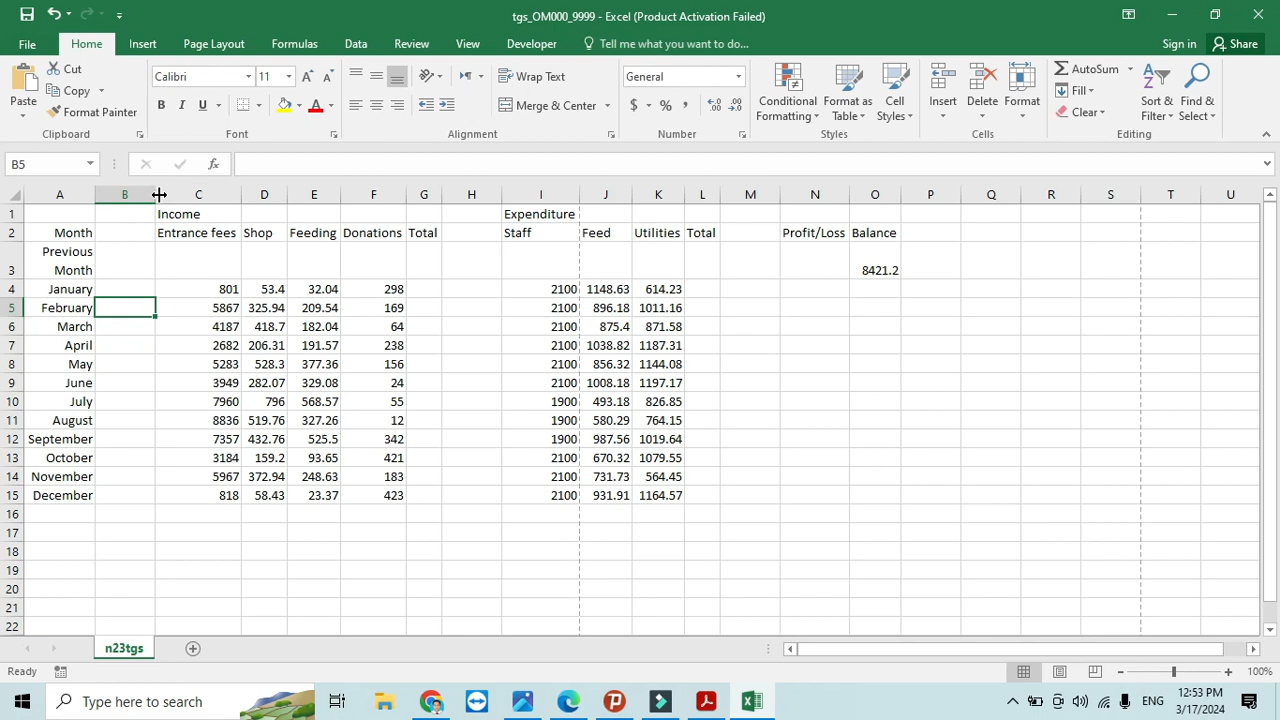 tgs_OM000_9999 - Excel (Product Activation Failed)
File Home Insert Page Layout Formulas Data Review View Developer Tell me what you want to do... Sign in Share
Paste Cut Copy Format Painter Clipboard
Calibri 11 B I U A A A Font
Wrap Text Merge & Center Alignment
General $ % , Number
Conditional Formatting Format as Table Cell Styles Styles
Insert Delete Format Cells
AutoSum Fill Clear Sort & Filter Find & Select Editing
B5 fx
A B C D E F G H I J K L M N O P Q R S T U
1 Income Expenditure
2 Month Entrance fees Shop Feeding Donations Total Staff Feed Utilities Total Profit/Loss Balance
3 Previous Month 8421.2
4 January 801 53.4 32.04 298 2100 1148.63 614.23
5 February 5867 325.94 209.54 169 2100 896.18 1011.16
6 March 4187 418.7 182.04 64 2100 875.4 871.58
7 April 2682 206.31 191.57 238 2100 1038.82 1187.31
8 May 5283 528.3 377.36 156 2100 856.32 1144.08
9 June 3949 282.07 329.08 24 2100 1008.18 1197.17
10 July 7960 796 568.57 55 1900 493.18 826.85
11 August 8836 519.76 327.26 12 1900 580.29 764.15
12 September 7357 432.76 525.5 342 1900 987.56 1019.64
13 October 3184 159.2 93.65 421 2100 670.32 1079.55
14 November 5967 372.94 248.63 183 2100 731.73 564.45
15 December 818 58.43 23.37 423 2100 931.91 1164.57
16
17
18
19
20
21
22
n23tgs
Ready 100%
Type here to search ENG 12:53 PM
3/17/2024